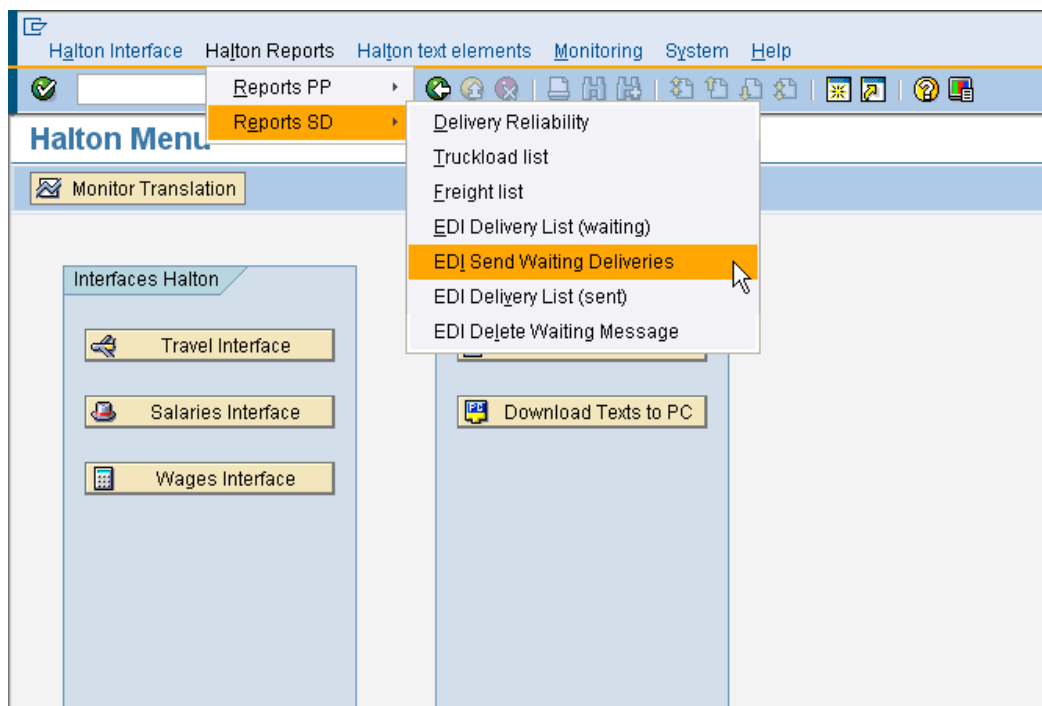 Halton Interface Halton Reports Halton text elements Monitoring System Help
Reports PP
Reports SD
Delivery Reliability
Truckload list
Freight list
EDI Delivery List (waiting)
EDI Send Waiting Deliveries
EDI Delivery List (sent)
EDI Delete Waiting Message
Halton Menu
Monitor Translation
Interfaces Halton
Travel Interface
Salaries Interface
Wages Interface
PC
Download Texts to PC